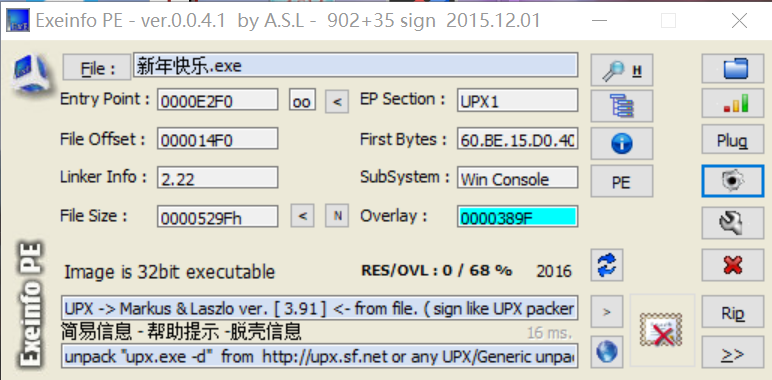 Exeinfo PE - ver.0.0.4.1 by A.S.L - 902+35 sign 2015.12.01
File : 新年快乐.exe H
Entry Point : 0000E2F0 oo < EP Section : UPX1
File Offset : 000014F0 First Bytes : 60.BE.15.D0.40 Plug
Linker Info : 2.22 SubSystem : Win Console PE
File Size : 0000529Fh < N Overlay : 0000389F
Image is 32bit executable RES/OVL : 0 / 68 % 2016
Exeinfo PE
UPX -> Markus & Laszlo ver. [ 3.91 ] <- from file. ( sign like UPX packer > Rip
简易信息 - 帮助提示 -脱壳信息 16 ms.
unpack "upx.exe -d" from http://upx.sf.net or any UPX/Generic unpa >>